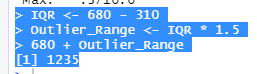 > IQR <- 680 - 310
> Outlier_Range <- IQR * 1.5
> 680 + Outlier_Range
[1] 1235
>